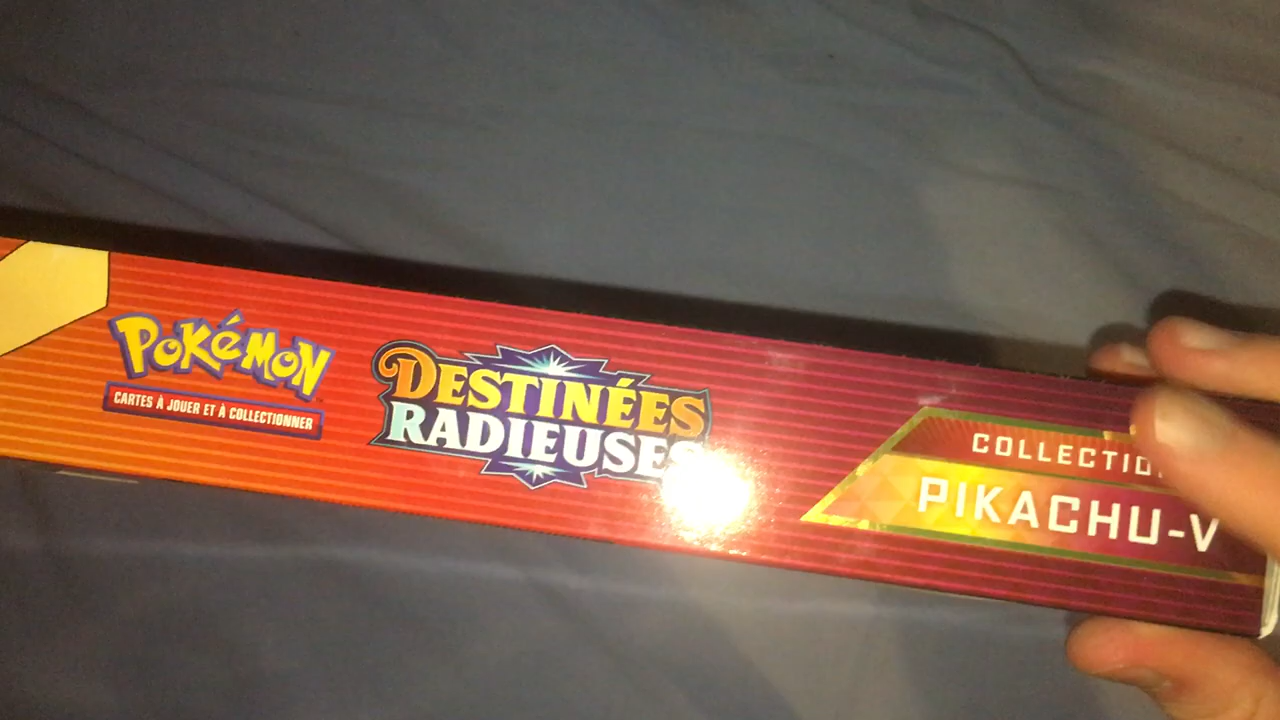 POKéMON
CARTES À JOUER ET À COLLECTIONNER
DESTINÉES
RADIEUSES
PIKACHU-V